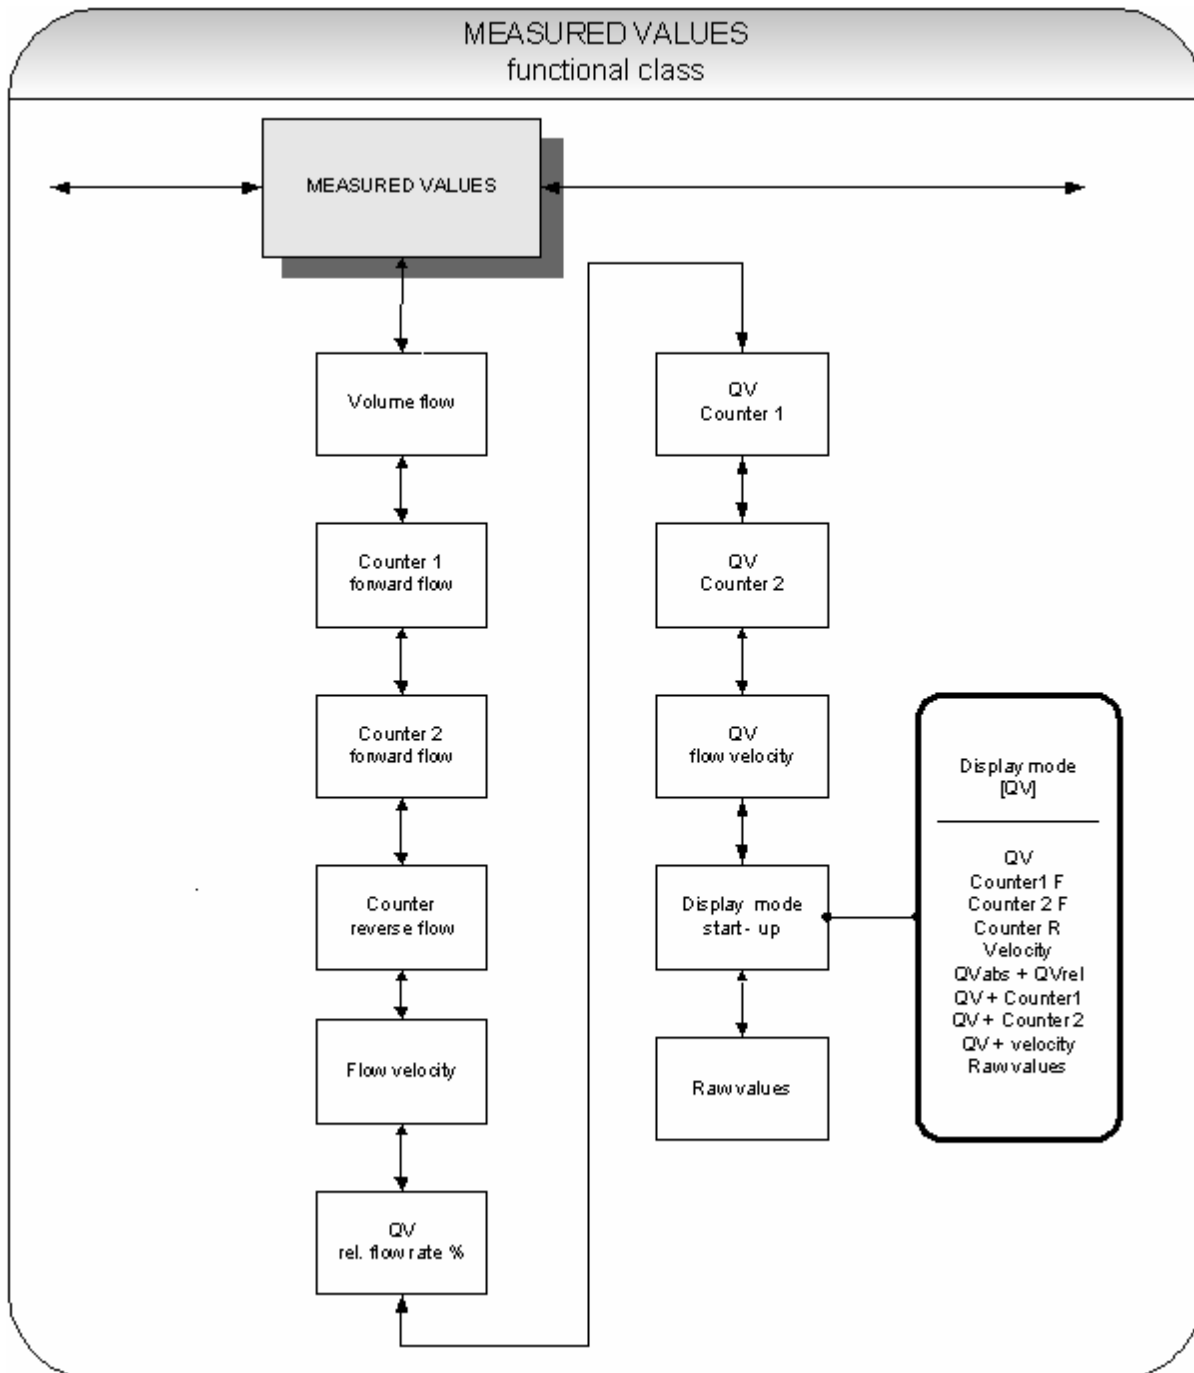 MEASURED VALUES
functional class
MEASURED VALUES
Volume flow
Counter 1
forward flow
Counter 2
forward flow
Counter
reverse flow
Flow velocity
QV
rel. flow rate %
QV
Counter 1
QV
Counter 2
QV
flow velocity
Display mode
start- up
Raw values
Display mode
[QV]
QV
Counter1 F
Counter 2 F
Counter R
Velocity
QVabs + QVrel
QV + Counter1
QV + Counter 2
QV + velocity
Raw values